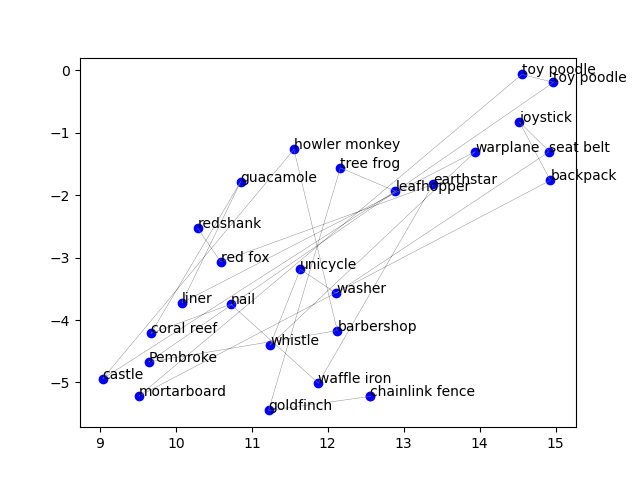 0
toy poodle
toy poodle
−1
joystick
howler monkey
warplane
seat belt
tree frog
guacamole
earthstar
backpack
leafhopper
−2
redshank
−3
red fox
unicycle
washer
liner
nail
−4
coral reef
barbershop
whistle
Pembroke
castle
waffle iron
−5
mortarboard
chainlink fence
goldfinch
9
10
11
12
13
14
15